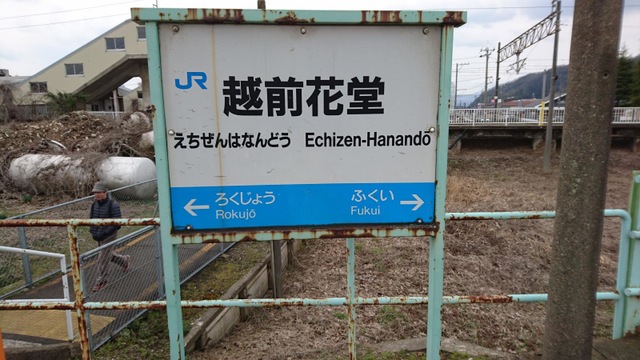 JR
越前花堂
えちぜんはなんどう Echizen-Hanandō
← ろくじょう ふくい →
Rokujō Fukui